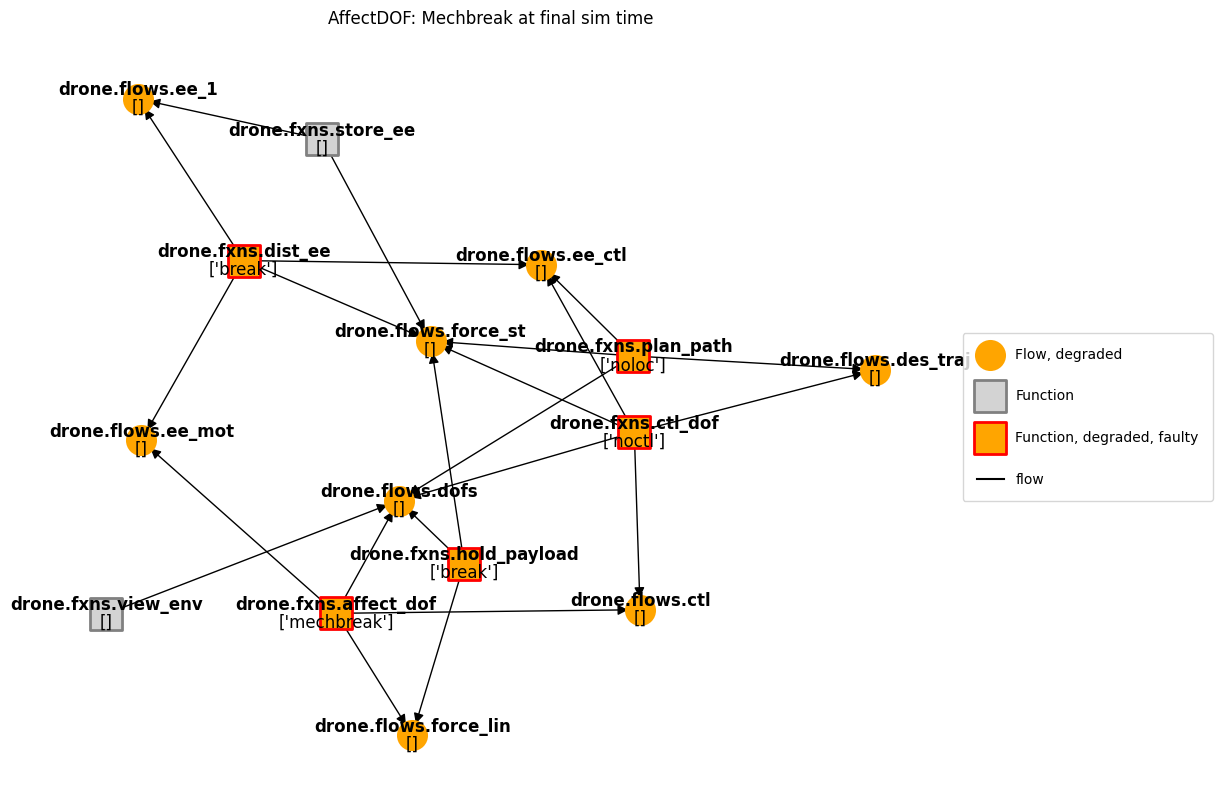 AffectDOF: Mechbreak at final sim time
drone.flows.ee_1
[]
drone.fxns.store_ee
[]
drone.fxns.dist_ee
['break']
drone.flows.ee_ctl
[]
drone.flows.force_st
[]
drone.fxns.plan_path
['noloc']
drone.flows.des_traj
[]
drone.fxns.ctl_dof
['noctl']
drone.flows.ee_mot
[]
drone.flows.dofs
[]
drone.fxns.hold_payload
['break']
drone.fxns.view_env
[]
drone.fxns.affect_dof
['mechbreak']
drone.flows.ctl
[]
drone.flows.force_lin
[]
Flow, degraded
Function
Function, degraded, faulty
flow